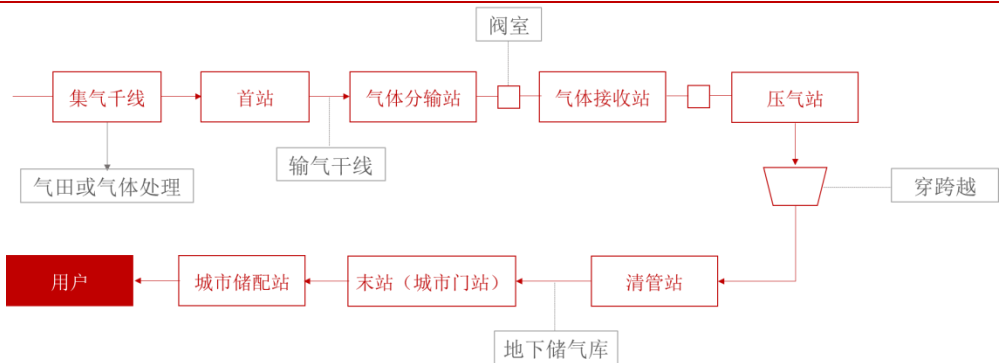 阀室
集气千线
首站
气体分输站
气体接收站
压气站
输气干线
气田或气体处理
穿跨越
用户
城市储配站
末站（城市门站）
清管站
地下储气库